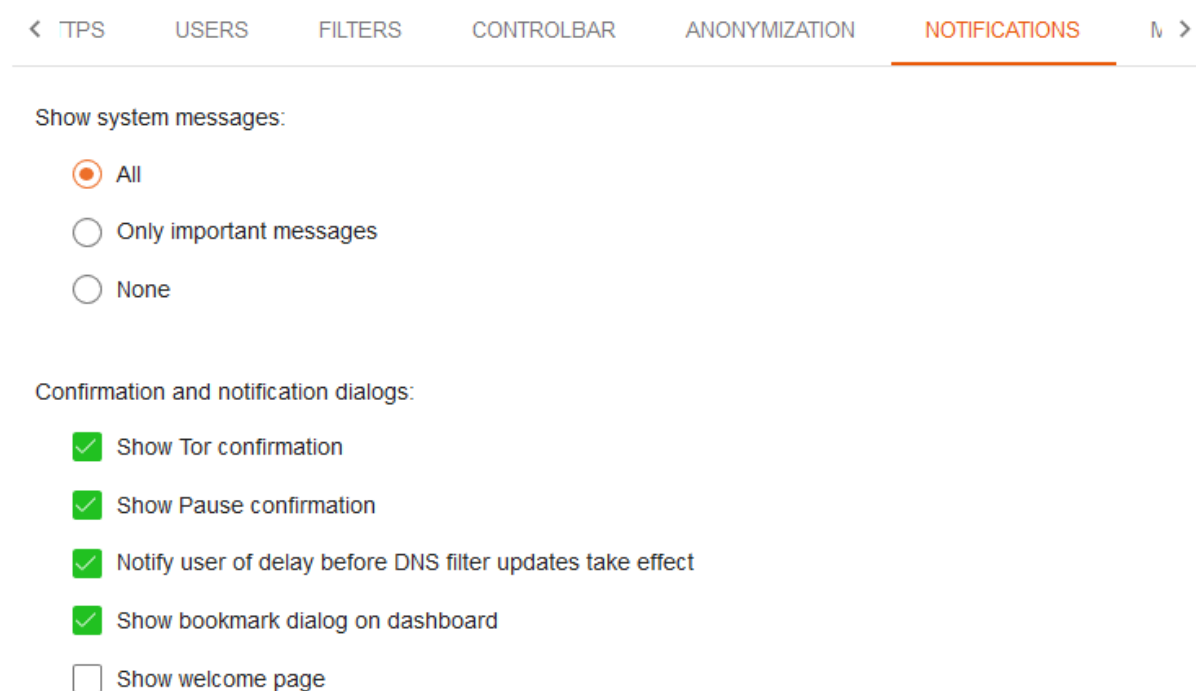 TPS USERS FILTERS CONTROLBAR ANONYMIZATION NOTIFICATIONS
Show system messages:
All
Only important messages
None
Confirmation and notification dialogs:
Show Tor confirmation
Show Pause confirmation
Notify user of delay before DNS filter updates take effect
Show bookmark dialog on dashboard
Show welcome page